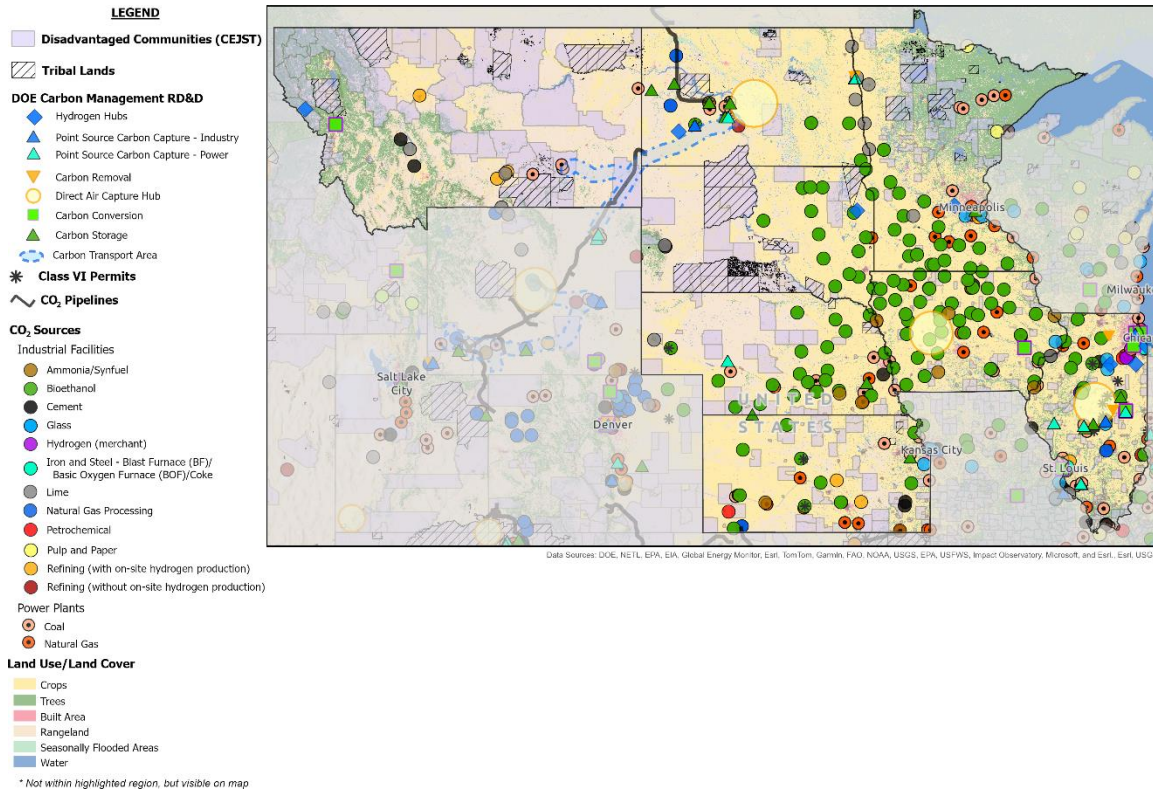 LEGEND
Disadvantaged Communities (CEJST)
Tribal Lands
DOE Carbon Management RD&D
Hydrogen Hubs
Point Source Carbon Capture - Industry
Point Source Carbon Capture - Power
Carbon Removal
Direct Air Capture Hub
Carbon Conversion
Carbon Storage
Carbon Transport Area
Class VI Permits
CO2 Pipelines
CO2 Sources
Industrial Facilities
Ammonia/Synfuel
Bioethanol
Cement
Glass
Hydrogen (merchant)
Iron and Steel - Blast Furnace (BF)/
Basic Oxygen Furnace (BOF)/Coke
Lime
Natural Gas Processing
Petrochemical
Pulp and Paper
Refining (with on-site hydrogen production)
Refining (without on-site hydrogen production)
Power Plants
Coal
Natural Gas
Land Use/Land Cover
Crops
Trees
Built Area
Rangeland
Seasonally Flooded Areas
Water
* Not within highlighted region, but visible on map
Minneapolis
Milwauke
Chica
Salt Lake
City
Denver
UNITED
STATES
Kansas City
St. Louis
Data Sources: DOE, NETL, EPA, EIA, Global Energy Monitor, Esri, TomTom, Garmin, FAO, NOAA, USGS, EPA, USFWS, Impact Observatory, Microsoft, and Esri., Esri, USG